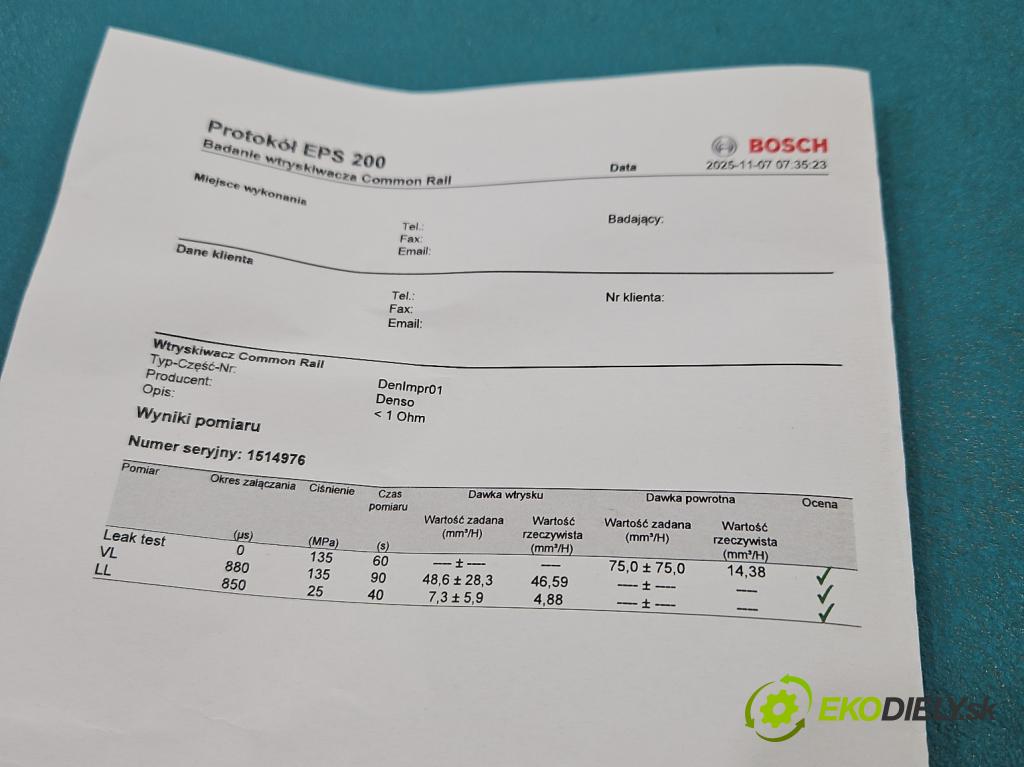 Protokół EPS 200
Badanie wtryskiwacza Common Rail
Data
BOSCH
2025-11-07 07:35:23
Miejsce wykonania
Tel.:
Fax:
Email:
Badający:
Dane klienta
Tel.:
Fax:
Email:
Nr klienta:
Wtryskiwacz Common Rail
Typ-Część-Nr: DenImpr01
Producent: Denso
Opis: < 1 Ohm
Wyniki pomiaru
Numer seryjny: 1514976
Pomiar Okres załączania Ciśnienie Czas pomiaru Dawka wtrysku Dawka powrotna Ocena
Wartość zadana Wartość rzeczywista Wartość zadana Wartość rzeczywista
(µs) (MPa) (s) (mm³/H) (mm³/H) (mm³/H) (mm³/H)
Leak test 0 135 60 ---- ± ---- ---- 75,0 ± 75,0 14,38 ✓
VL 880 135 90 48,6 ± 28,3 46,59 ---- ± ---- ---- ✓
LL 850 25 40 7,3 ± 5,9 4,88 ---- ± ---- ---- ✓
EKODIELY.sk